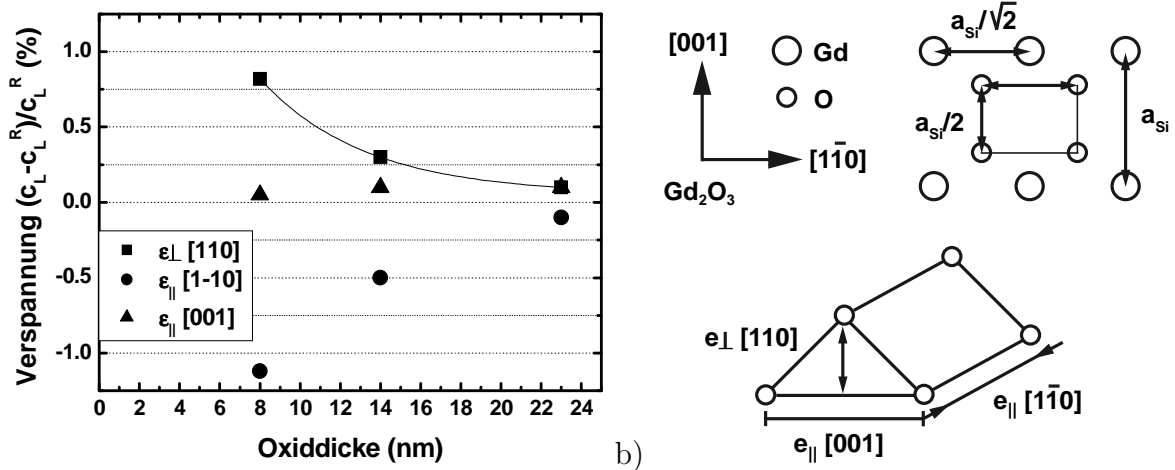 Verspannung (c_L-c_L^R)/c_L^R (%)
1.0
0.5
0.0
-0.5
-1.0
ε⊥ [110]
ε|| [1-10]
ε|| [001]
0 2 4 6 8 10 12 14 16 18 20 22 24
Oxiddicke (nm)
b)
[001]
[11̄0]
Gd₂O₃
Gd
O
a_Si/√2
a_Si/2
a_Si
e⊥ [110]
e|| [001]
e|| [11̄0]